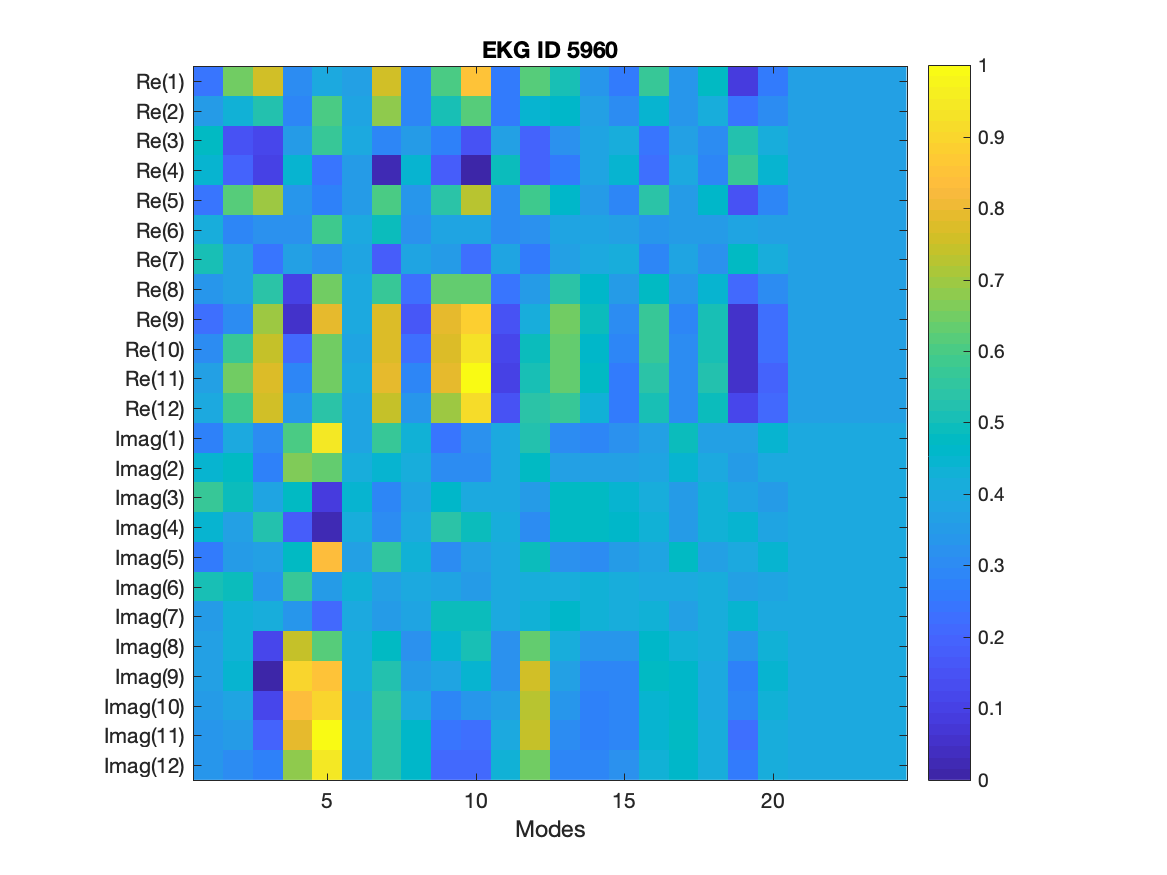 EKG ID 5960
Re(1)
Re(2)
Re(3)
Re(4)
Re(5)
Re(6)
Re(7)
Re(8)
Re(9)
Re(10)
Re(11)
Re(12)
Imag(1)
Imag(2)
Imag(3)
Imag(4)
Imag(5)
Imag(6)
Imag(7)
Imag(8)
Imag(9)
Imag(10)
Imag(11)
Imag(12)
5 10 15 20
Modes
1
0.9
0.8
0.7
0.6
0.5
0.4
0.3
0.2
0.1
0